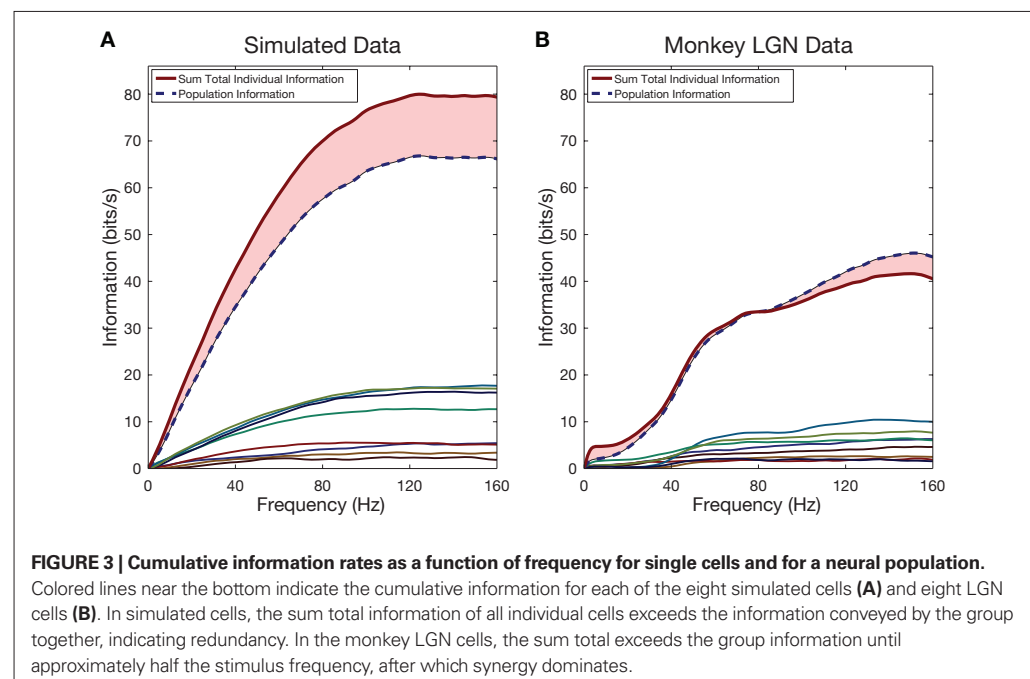 A
Simulated Data
Sum Total Individual Information
Population Information
Information (bits/s)
80
70
60
50
40
30
20
10
0
0 40 80 120 160
Frequency (Hz)
B
Monkey LGN Data
Sum Total Individual Information
Population Information
Information (bits/s)
80
70
60
50
40
30
20
10
0
0 40 80 120 160
Frequency (Hz)
FIGURE 3 | Cumulative information rates as a function of frequency for single cells and for a neural population.
Colored lines near the bottom indicate the cumulative information for each of the eight simulated cells (A) and eight LGN
cells (B). In simulated cells, the sum total information of all individual cells exceeds the information conveyed by the group
together, indicating redundancy. In the monkey LGN cells, the sum total exceeds the group information until
approximately half the stimulus frequency, after which synergy dominates.